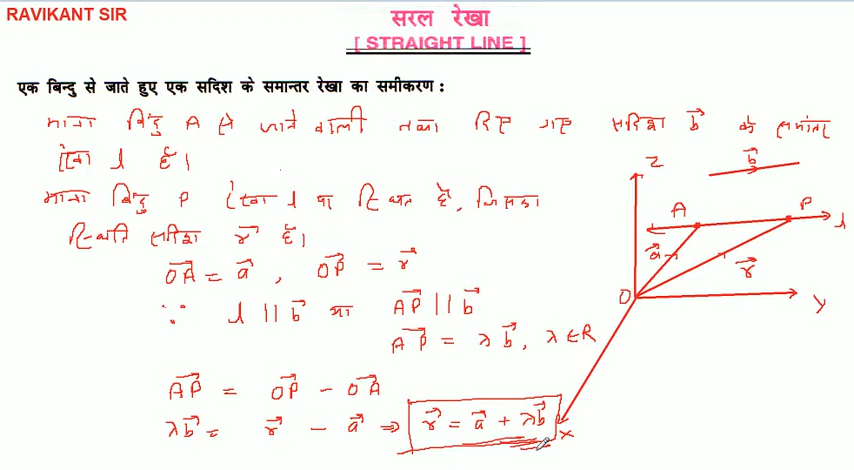 RAVIKANT SIR
सरल रेखा
[ STRAIGHT LINE ]
एक बिन्दु से जाते हुए एक सदिश के समान्तर रेखा का समीकरण :
माना बिंदु A से जाने वाली तथा दिए गए सदिश b⃗ के समांतर
रेखा l है।
माना बिंदु P रेखा l पर स्थित है, जिसका
स्थिति सदिश r⃗ है।
OA⃗ = a⃗ , OP⃗ = r⃗
∵ l || b⃗ या AP⃗ || b⃗
AP⃗ = λ b⃗, λ ∈ R
AP⃗ = OP⃗ − OA⃗
λb⃗ = r⃗ − a⃗ ⇒ r⃗ = a⃗ + λb⃗
Z b⃗
A P l
a⃗ r⃗
O Y
X